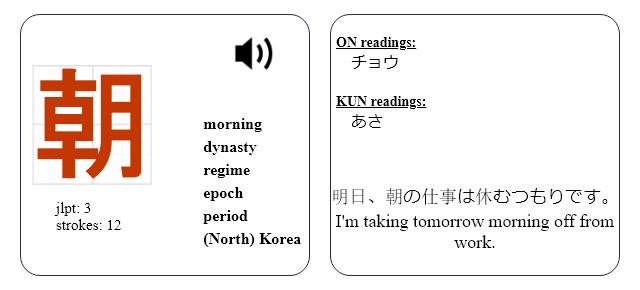 朝
jlpt: 3
strokes: 12
morning
dynasty
regime
epoch
period
(North) Korea
ON readings:
チョウ
KUN readings:
あさ
明日、朝の仕事は休むつもりです。
I'm taking tomorrow morning off from
work.